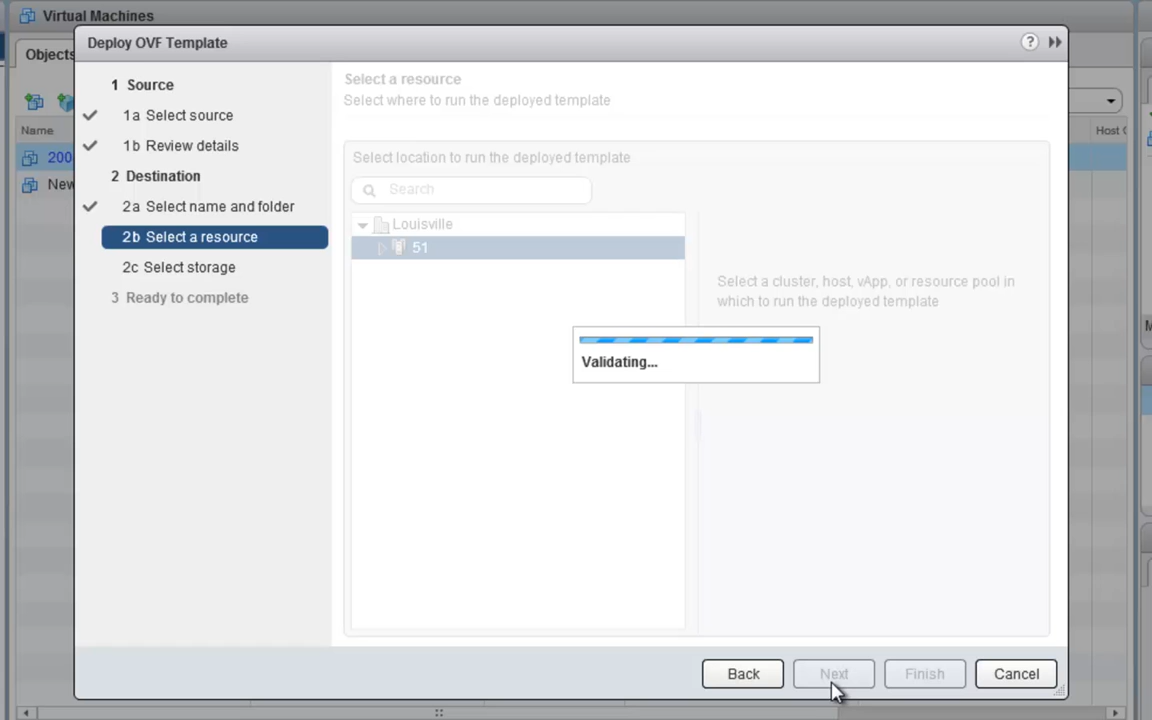 Virtual Machines
Objects
Name
Host
200
New
Deploy OVF Template
?
1 Source
1a Select source
1b Review details
2 Destination
2a Select name and folder
2b Select a resource
2c Select storage
3 Ready to complete
Select a resource
Select where to run the deployed template
Select location to run the deployed template
Search
Louisville
51
Select a cluster, host, vApp, or resource pool in
which to run the deployed template
Validating...
Back
Next
Finish
Cancel